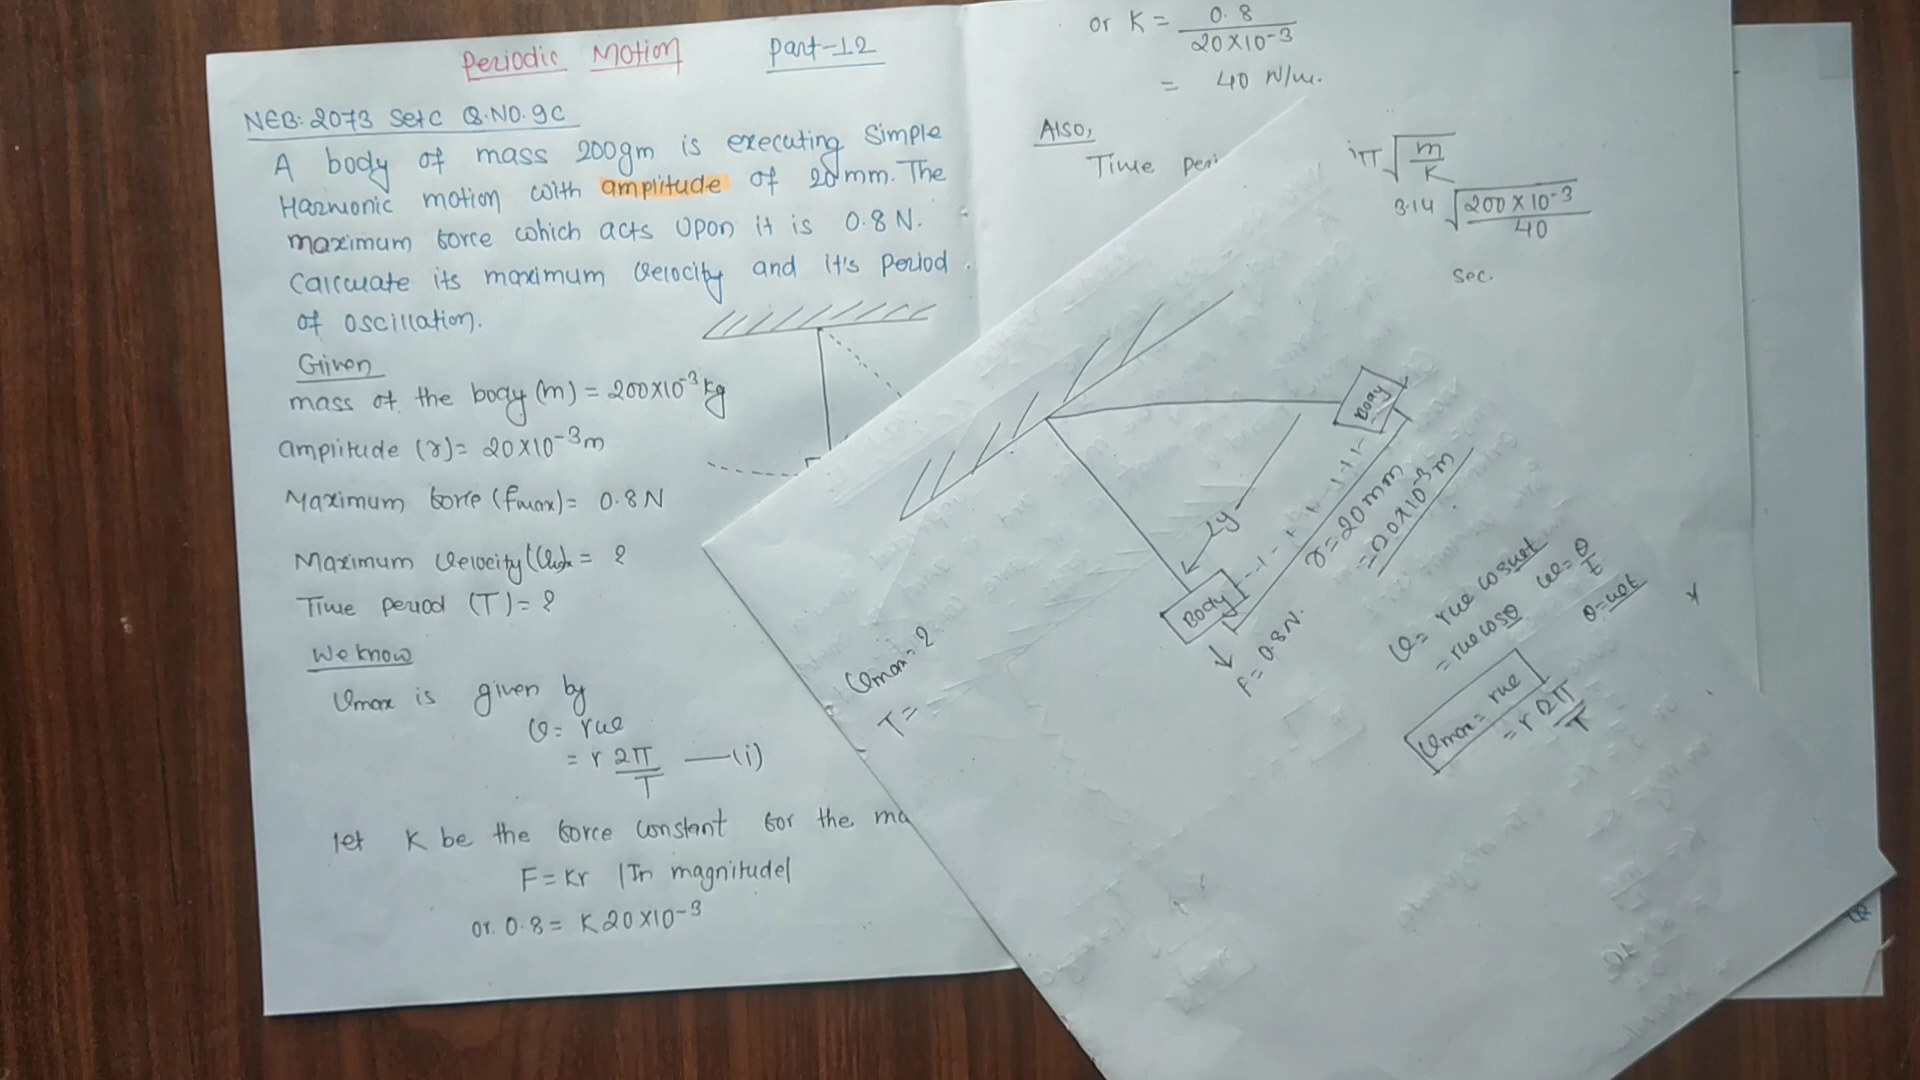 Periodic Motion Part-12
NEB: 2073 Set C Q.NO. 9C
A body of mass 200gm is executing Simple
Harmonic motion with amplitude of 20mm. The
maximum force which acts upon it is 0.8 N.
Calculate its maximum velocity and it's Period
of oscillation.
Given
mass of the body (m) = 200×10⁻³ kg
amplitude (r) = 20×10⁻³m
Maximum force (Fmax) = 0.8 N
Maximum velocity = ?
Time period (T) = ?
We know
Vmax is given by
v = rω
= r 2π/T —(i)
let K be the force constant for the
F = Kr |In magnitude|
or. 0.8 = K 20×10⁻³
or K = 0.8/20×10⁻³
= 40 N/m.
Also,
Time
π √m/K
3.14 √200×10⁻³/40
sec.
Body
y
r = 20mm
= 20×10⁻³m
Body
F = 0.8N.
Vmax = ?
T =
v = rω cosωt
= rω cosθ
ω = θ/t
θ = ωt
Vmax = rω
= r 2π/T